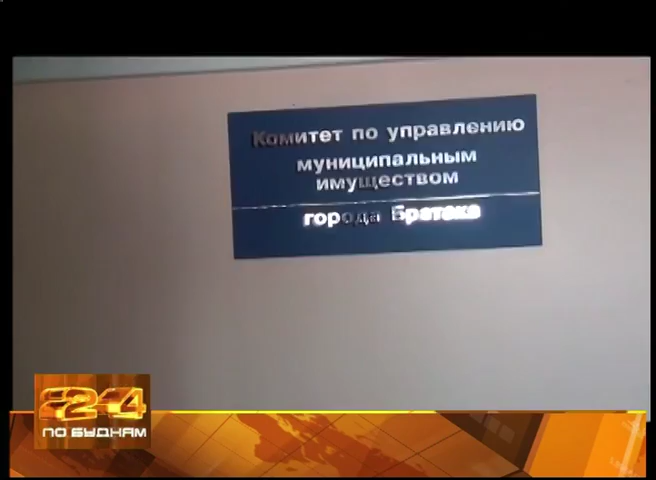 Комитет по управлению
муниципальным
имуществом
города Братска
24
ПО БУДНЯМ